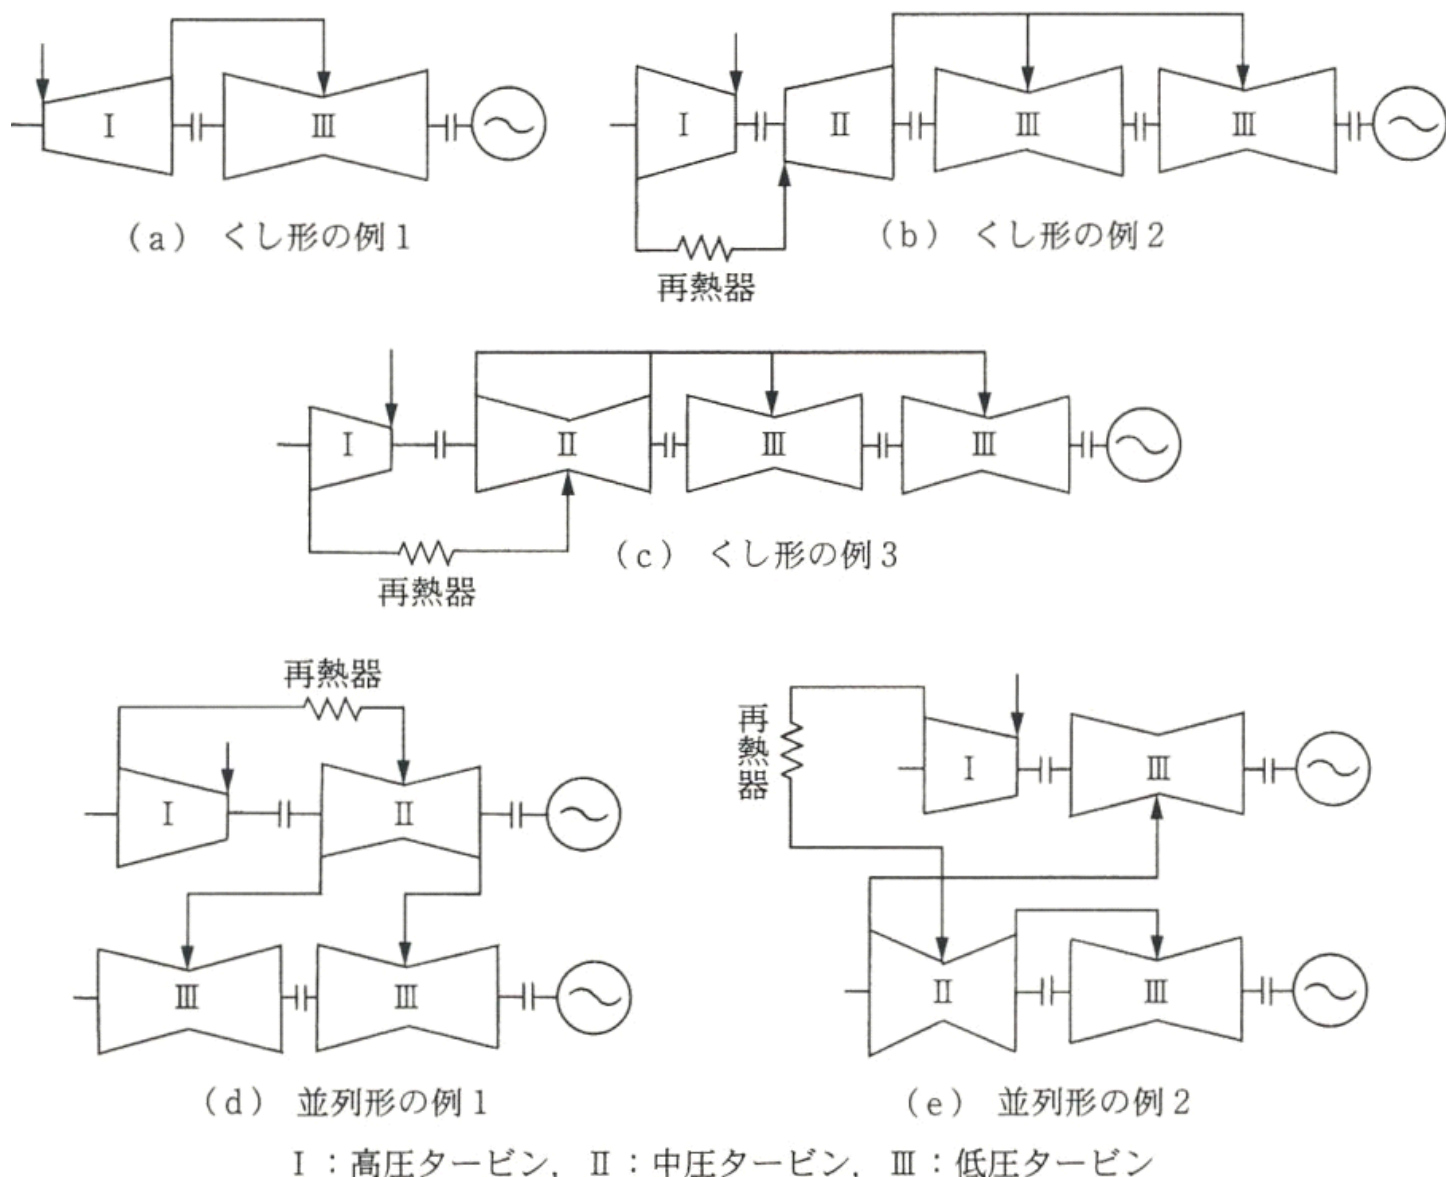 Ⅰ
Ⅲ
(a) くし形の例1
Ⅰ
Ⅱ
Ⅲ
Ⅲ
再熱器
(b) くし形の例2
Ⅰ
Ⅱ
Ⅲ
Ⅲ
再熱器
(c) くし形の例3
再熱器
Ⅰ
Ⅱ
Ⅲ
Ⅲ
(d) 並列形の例1
再熱器
Ⅰ
Ⅲ
Ⅱ
Ⅲ
(e) 並列形の例2
Ⅰ：高圧タービン，Ⅱ：中圧タービン，Ⅲ：低圧タービン